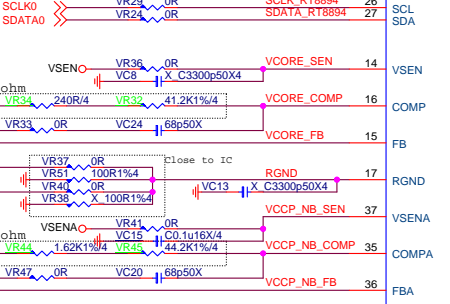 VR29 0R SCLK_RT8894 26
SCLK0 SCL
VR24 0R SDATA_RT8894 27
SDATA0 SDA
VR36 0R VCORE_SEN 14
VSEN VSEN
VC8 X_C3300p50X4
ohm
VR34 240R/4 VR32 41.2K1%/4 VCORE_COMP 16
COMP
VR33 0R VC24 68p50X VCORE_FB 15
FB
VR37 0R Close to IC
VR51 100R1%4 RGND 17
RGND
VR40 0R VC13 X_C3300p50X4
VR38 X_100R1%4
VCCP_NB_SEN 37
VSENA
VR41 0R
VSENA
VC15 C0.1u16X/4
ohm
VR44 1.62K1%/4 VR45 44.2K1%/4 VCCP_NB_COMP 35
COMPA
VR47 0R VC20 68p50X VCCP_NB_FB 36
FBA